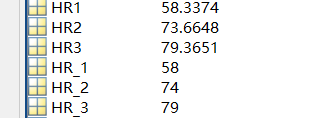 HR1 58.3374
HR2 73.6648
HR3 79.3651
HR_1 58
HR_2 74
HR_3 79